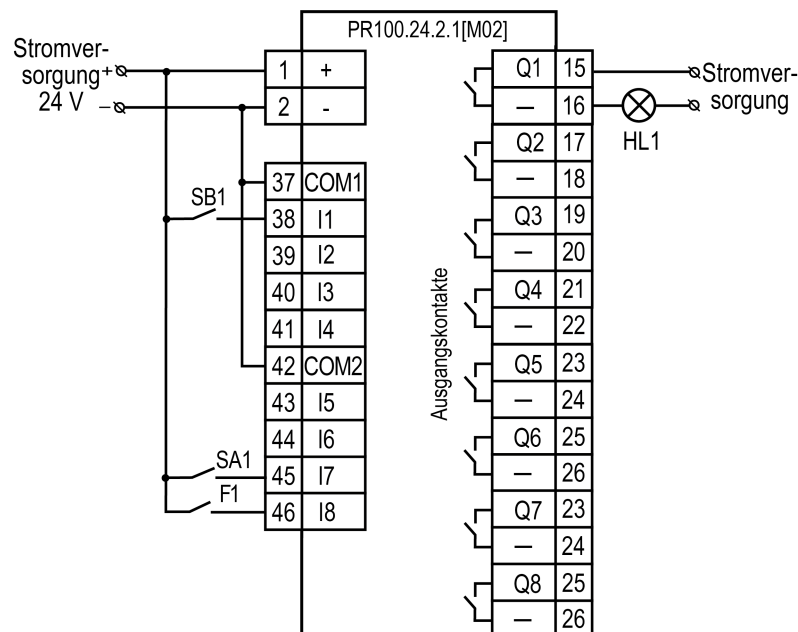 PR100.24.2.1[M02]
Stromver-
sorgung+
24 V –
1 +
2 -
37 COM1
SB1
38 I1
39 I2
40 I3
41 I4
42 COM2
43 I5
44 I6
SA1
45 I7
F1
46 I8
Ausgangskontakte
Q1 15
– 16
Q2 17
– 18
Q3 19
– 20
Q4 21
– 22
Q5 23
– 24
Q6 25
– 26
Q7 23
– 24
Q8 25
– 26
Stromver-
sorgung
HL1